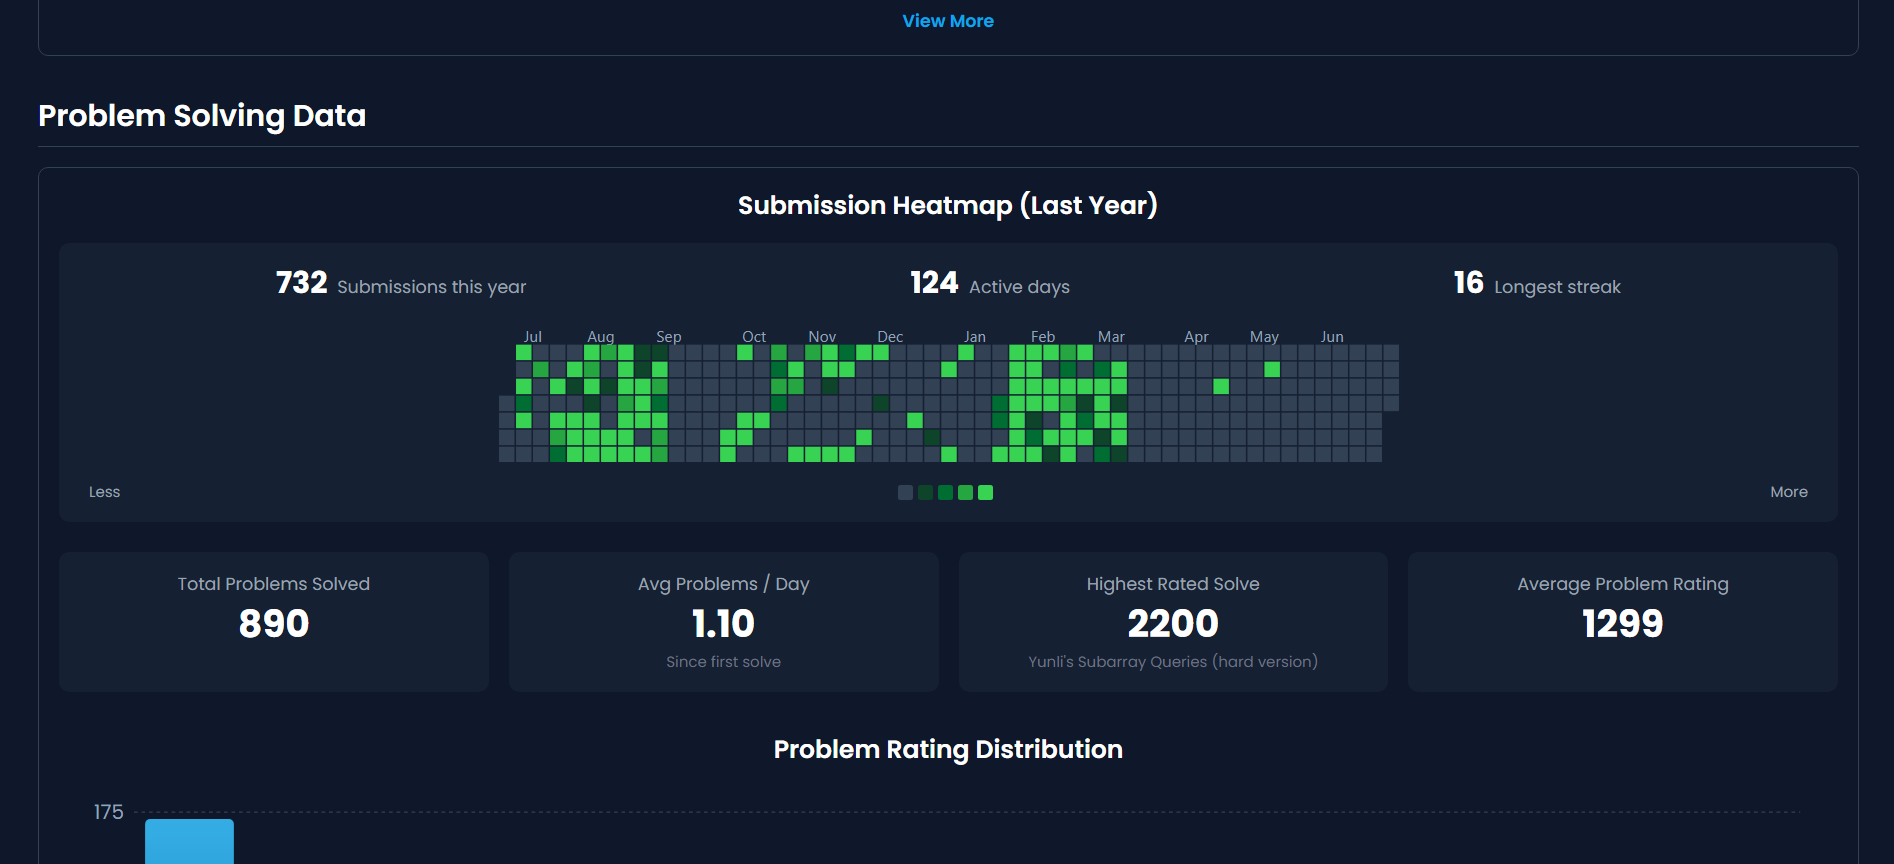 View More
Problem Solving Data
Submission Heatmap (Last Year)
732 Submissions this year
124 Active days
16 Longest streak
Jul Aug Sep Oct Nov Dec Jan Feb Mar Apr May Jun
Less
More
Total Problems Solved
890
Avg Problems / Day
1.10
Since first solve
Highest Rated Solve
2200
Yunli's Subarray Queries (hard version)
Average Problem Rating
1299
Problem Rating Distribution
175